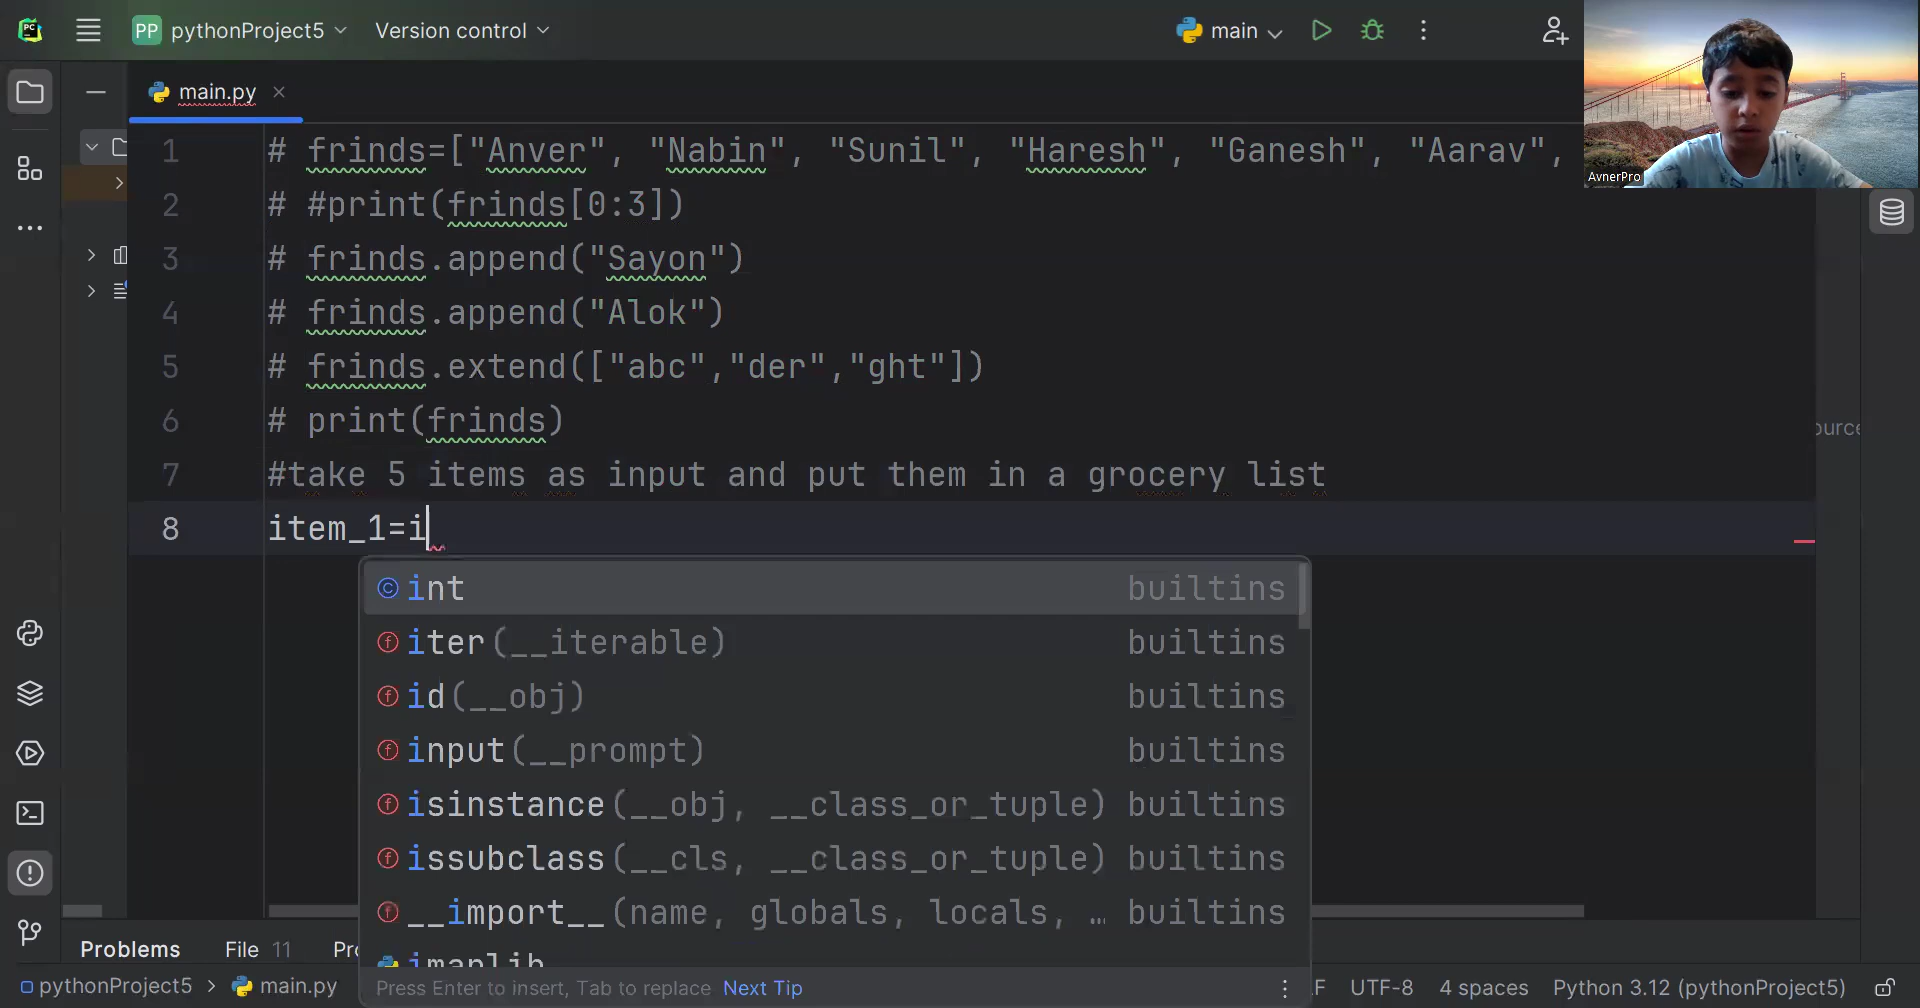 PP pythonProject5 Version control main
main.py
1 # frinds=["Anver", "Nabin", "Sunil", "Haresh", "Ganesh", "Aarav",
2 # #print(frinds[0:3])
3 # frinds.append("Sayon")
4 # frinds.append("Alok")
5 # frinds.extend(["abc","der","ght"])
6 # print(frinds)
7 #take 5 items as input and put them in a grocery list
8 item_1=i
int builtins
iter(__iterable) builtins
id(__obj) builtins
input(__prompt) builtins
isinstance(__obj, __class_or_tuple) builtins
issubclass(__cls, __class_or_tuple) builtins
__import__(name, globals, locals, … builtins
imaplib
Press Enter to insert, Tab to replace Next Tip
AvnerPro
Problems File 11
pythonProject5 > main.py
UTF-8 4 spaces Python 3.12 (pythonProject5)